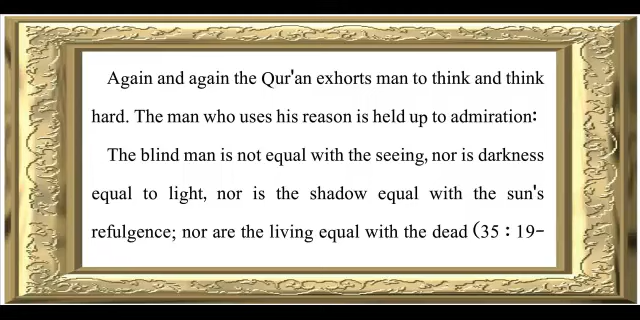 Again and again the Qur'an exhorts man to think and think
hard. The man who uses his reason is held up to admiration:
The blind man is not equal with the seeing, nor is darkness
equal to light, nor is the shadow equal with the sun's
refulgence; nor are the living equal with the dead (35 : 19-